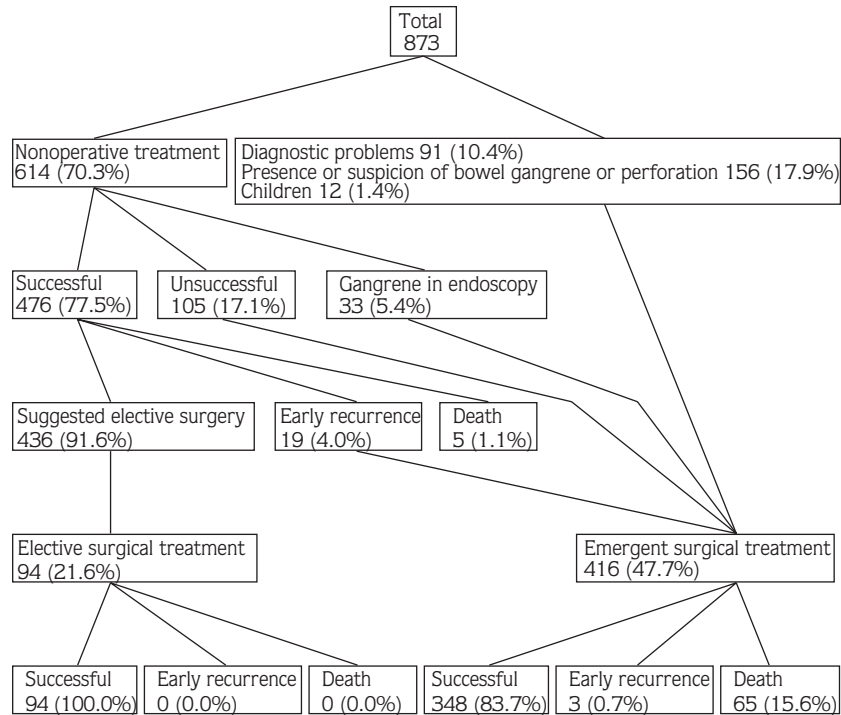 Total
873
Nonoperative treatment
614 (70.3%)
Diagnostic problems 91 (10.4%)
Presence or suspicion of bowel gangrene or perforation 156 (17.9%)
Children 12 (1.4%)
Successful
476 (77.5%)
Unsuccessful
105 (17.1%)
Gangrene in endoscopy
33 (5.4%)
Suggested elective surgery
436 (91.6%)
Early recurrence
19 (4.0%)
Death
5 (1.1%)
Elective surgical treatment
94 (21.6%)
Emergent surgical treatment
416 (47.7%)
Successful
94 (100.0%)
Early recurrence
0 (0.0%)
Death
0 (0.0%)
Successful
348 (83.7%)
Early recurrence
3 (0.7%)
Death
65 (15.6%)